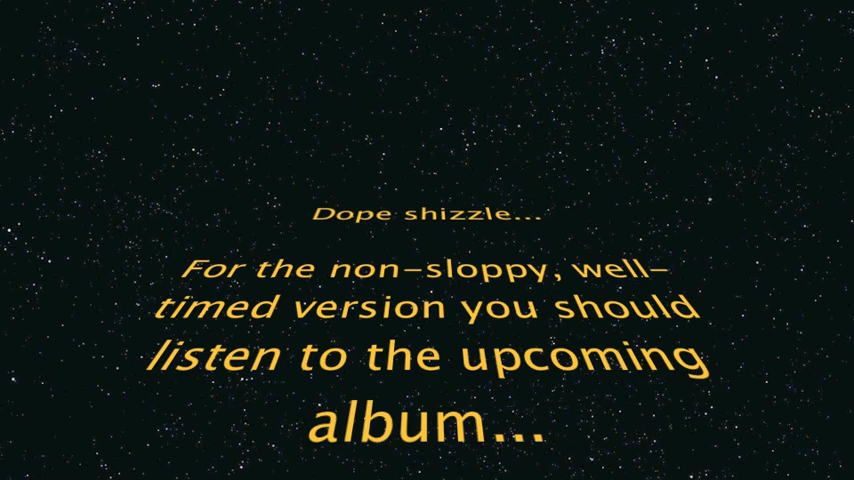 Dope shizzle...
For the non-sloppy, well-
timed version you should
listen to the upcoming
album...